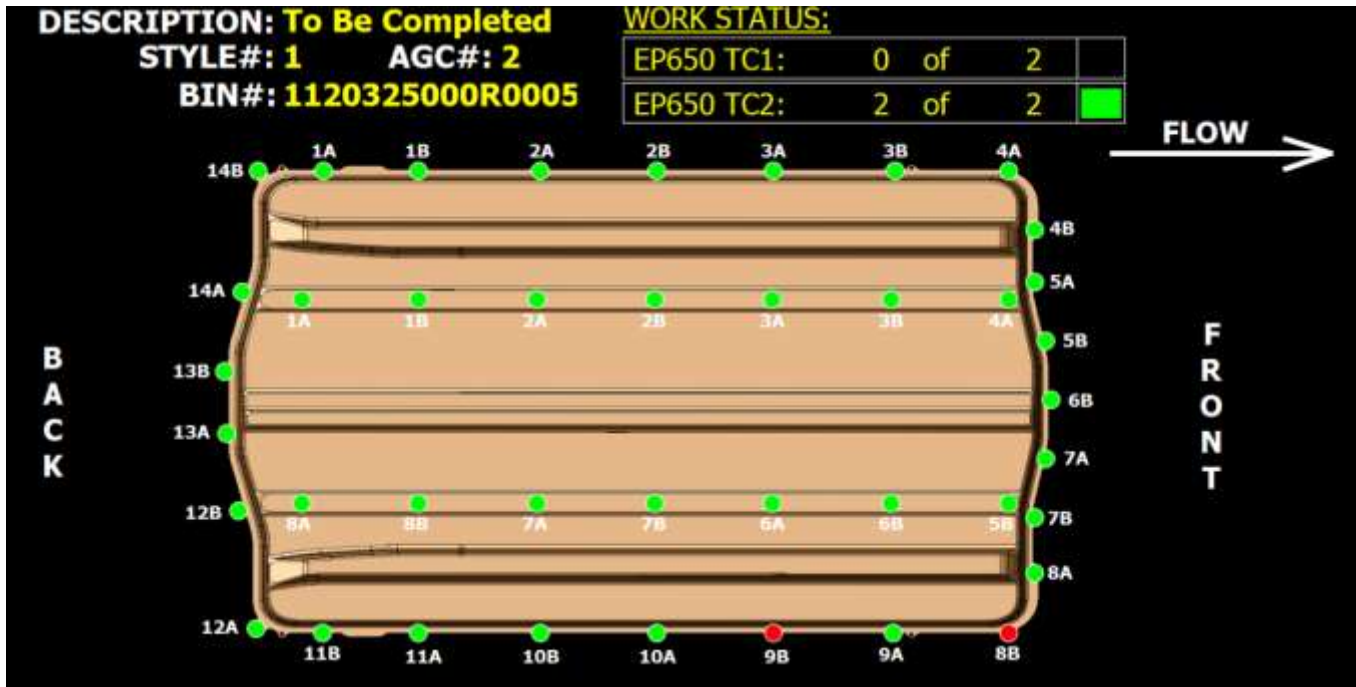 DESCRIPTION: To Be Completed
STYLE#: 1 AGC#: 2
BIN#: 1120325000R0005
WORK STATUS:
EP650 TC1: 0 of 2
EP650 TC2: 2 of 2
FLOW
14B 1A 1B 2A 2B 3A 3B 4A
4B
5A
14A
1A 1B 2A 2B 3A 3B 4A
5B
13B
6B
13A
7A
12B
8A 8B 7A 7B 6A 6B 5B
7B
8A
12A
11B 11A 10B 10A 9B 9A 8B
BACK
FRONT